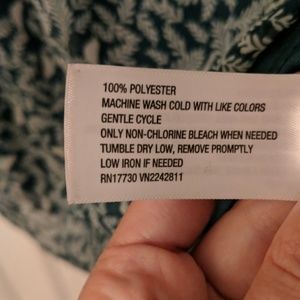 100% POLYESTER
MACHINE WASH COLD WITH LIKE COLORS
GENTLE CYCLE
ONLY NON-CHLORINE BLEACH WHEN NEEDED
TUMBLE DRY LOW, REMOVE PROMPTLY
LOW IRON IF NEEDED
RN17730 VN2242811